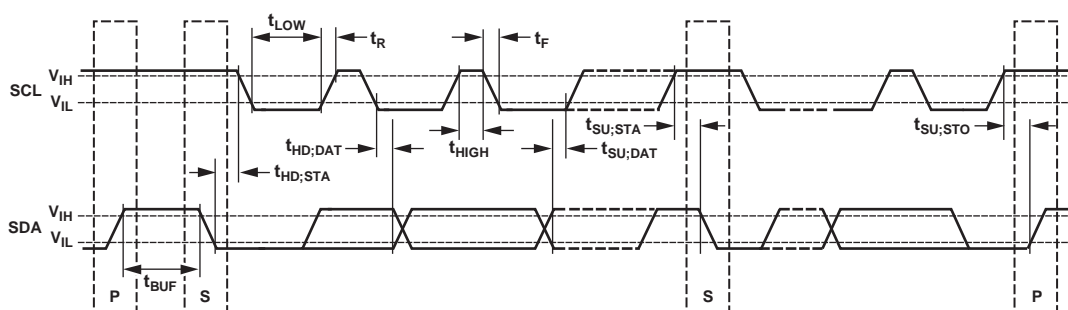 tLOW
tR
tF
VIH
SCL
VIL
tHD;DAT
tHIGH
tSU;DAT
tSU;STA
tSU;STO
tHD;STA
VIH
SDA
VIL
tBUF
P
S
S
P